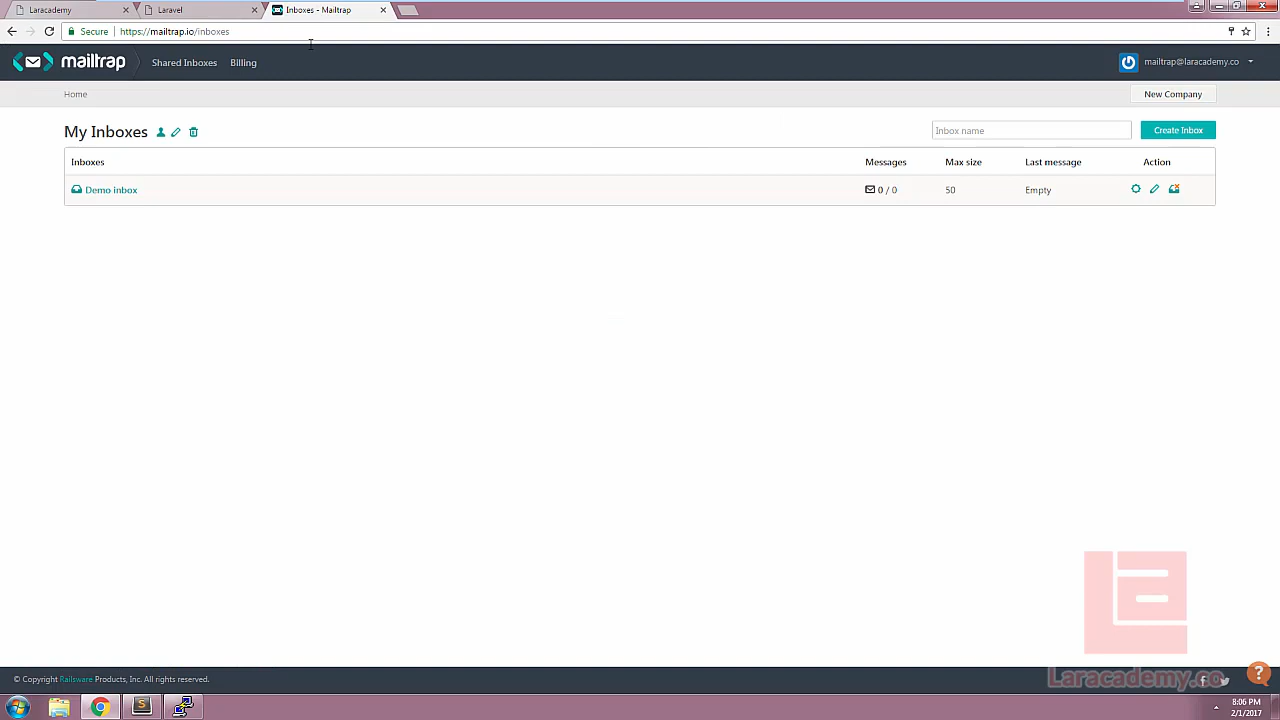 Laracademy
Laravel
Inboxes - Mailtrap
Secure
https://mailtrap.io/inboxes
mailtrap
Shared Inboxes
Billing
mailtrap@laracademy.co
Home
New Company
My Inboxes
Inbox name
Create Inbox
Inboxes
Messages
Max size
Last message
Action
Demo inbox
0 / 0
50
Empty
La
© Copyright Railsware Products, Inc. All rights reserved.
Laracademy.co
?
8:06 PM
2/1/2017